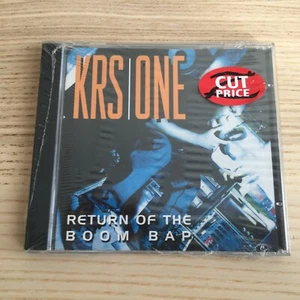 KRS|ONE
CUT
PRICE
RETURN OF THE
BOOM BAP